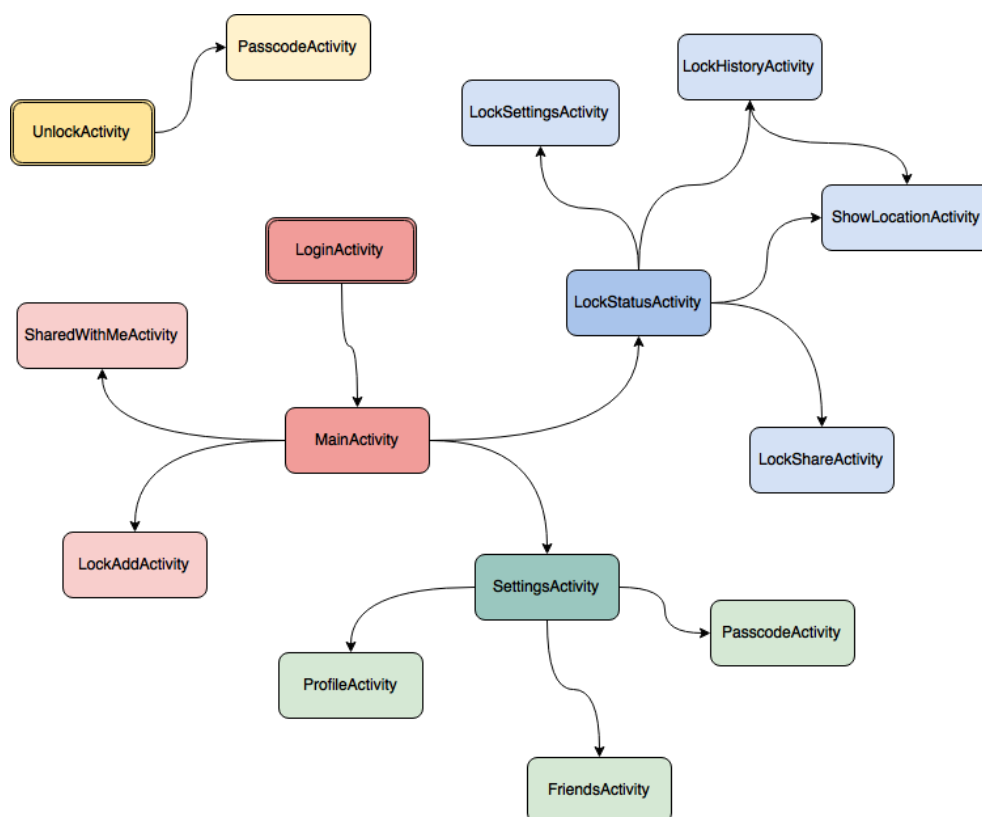 PasscodeActivity
UnlockActivity
LockHistoryActivity
LockSettingsActivity
ShowLocationActivity
LoginActivity
LockStatusActivity
SharedWithMeActivity
MainActivity
LockShareActivity
LockAddActivity
SettingsActivity
PasscodeActivity
ProfileActivity
FriendsActivity